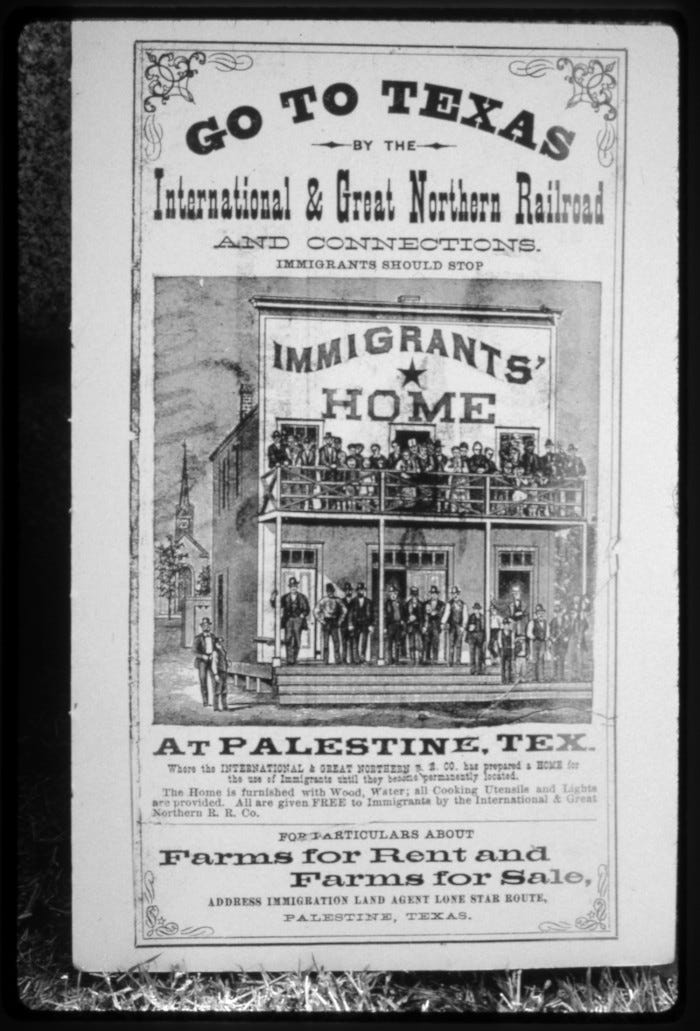 GO TO TEXAS
BY THE
International & Great Northern Railroad
AND CONNECTIONS.
IMMIGRANTS SHOULD STOP
IMMIGRANTS'
HOME
AT PALESTINE, TEX.
Where the INTERNATIONAL & GREAT NORTHERN R. R. CO. has prepared a HOME for
the use of Immigrants until they become permanently located.
The Home is furnished with Wood, Water; all Cooking Utensils and Lights
are provided. All are given FREE to Immigrants by the International & Great
Northern R. R. Co.
FOR PARTICULARS ABOUT
Farms for Rent and
Farms for Sale,
ADDRESS IMMIGRATION LAND AGENT LONE STAR ROUTE,
PALESTINE, TEXAS.